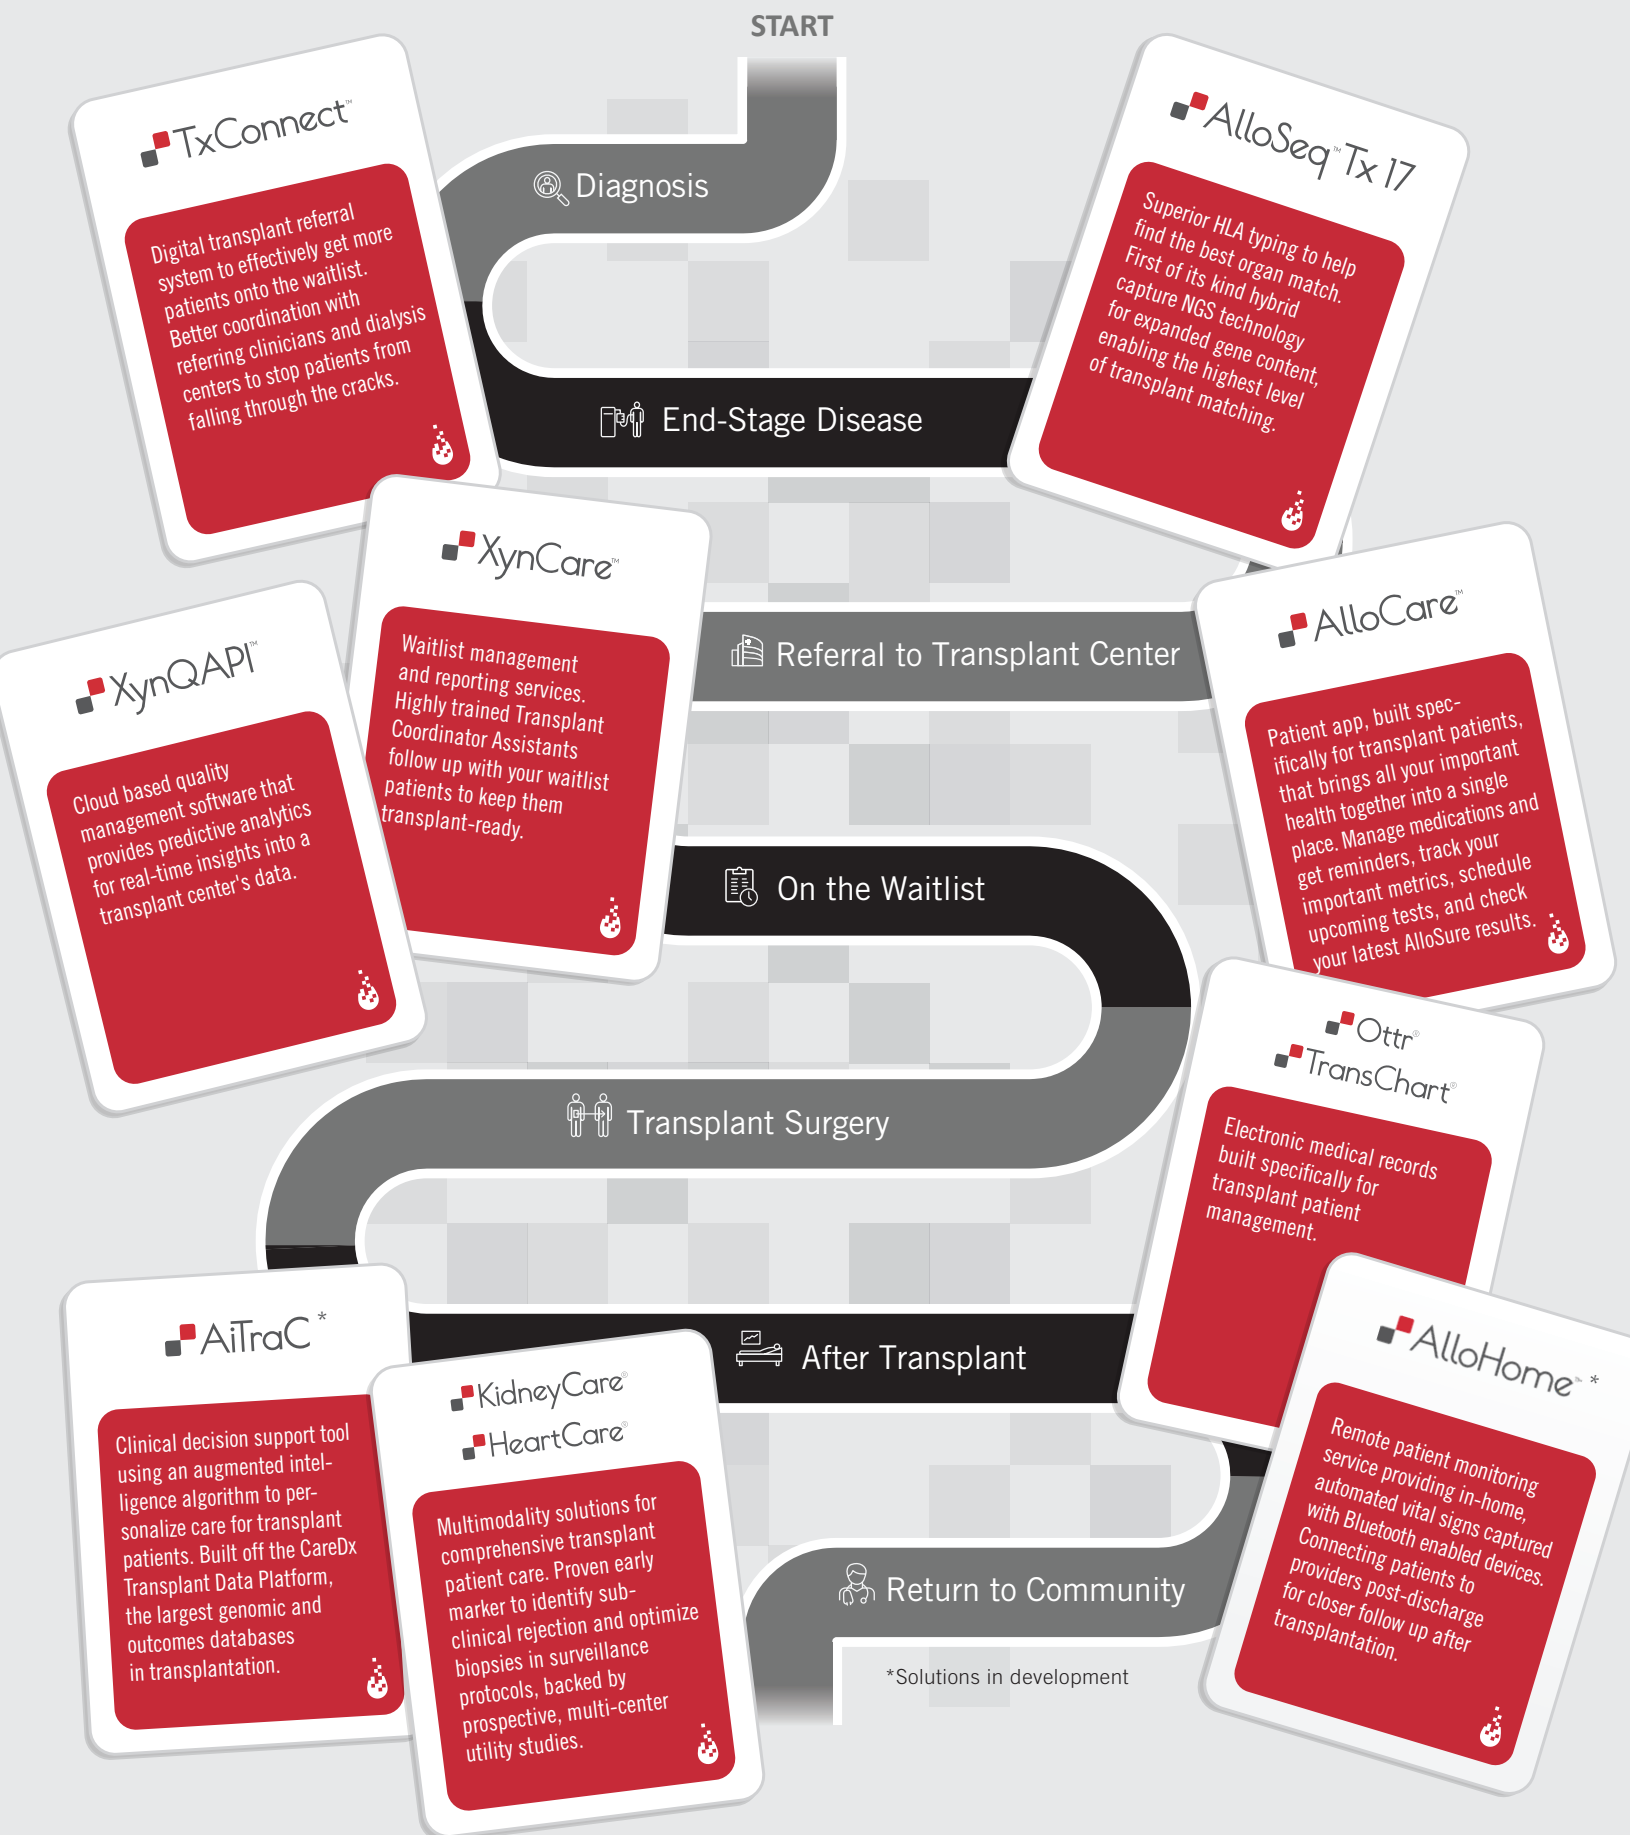 START
TxConnect™
Digital transplant referral
system to effectively get more
patients onto the waitlist.
Better coordination with
referring clinicians and dialysis
centers to stop patients from
falling through the cracks.
Diagnosis
AlloSeq™ Tx 17
Superior HLA typing to help
find the best organ match.
First of its kind hybrid
capture NGS technology
for expanded gene content,
enabling the highest level
of transplant matching.
End-Stage Disease
XynCare™
Waitlist management
and reporting services.
Highly trained Transplant
Coordinator Assistants
follow up with your waitlist
patients to keep them
transplant-ready.
Referral to Transplant Center
AlloCare™
Patient app, built spec-
ifically for transplant patients,
that brings all your important
health together into a single
place. Manage medications and
get reminders, track your
important metrics, schedule
upcoming tests, and check
your latest AlloSure results.
XynQAPI™
Cloud based quality
management software that
provides predictive analytics
for real-time insights into a
transplant center's data.
On the Waitlist
Ottr®
TransChart®
Electronic medical records
built specifically for
transplant patient
management.
Transplant Surgery
AiTraC *
Clinical decision support tool
using an augmented intel-
ligence algorithm to per-
sonalize care for transplant
patients. Built off the CareDx
Transplant Data Platform,
the largest genomic and
outcomes databases
in transplantation.
After Transplant
KidneyCare®
HeartCare®
Multimodality solutions for
comprehensive transplant
patient care. Proven early
marker to identify sub-
clinical rejection and optimize
biopsies in surveillance
protocols, backed by
prospective, multi-center
utility studies.
AlloHome™ *
Remote patient monitoring
service providing in-home,
automated vital signs captured
with Bluetooth enabled devices.
Connecting patients to
providers post-discharge
for closer follow up after
transplantation.
Return to Community
*Solutions in development